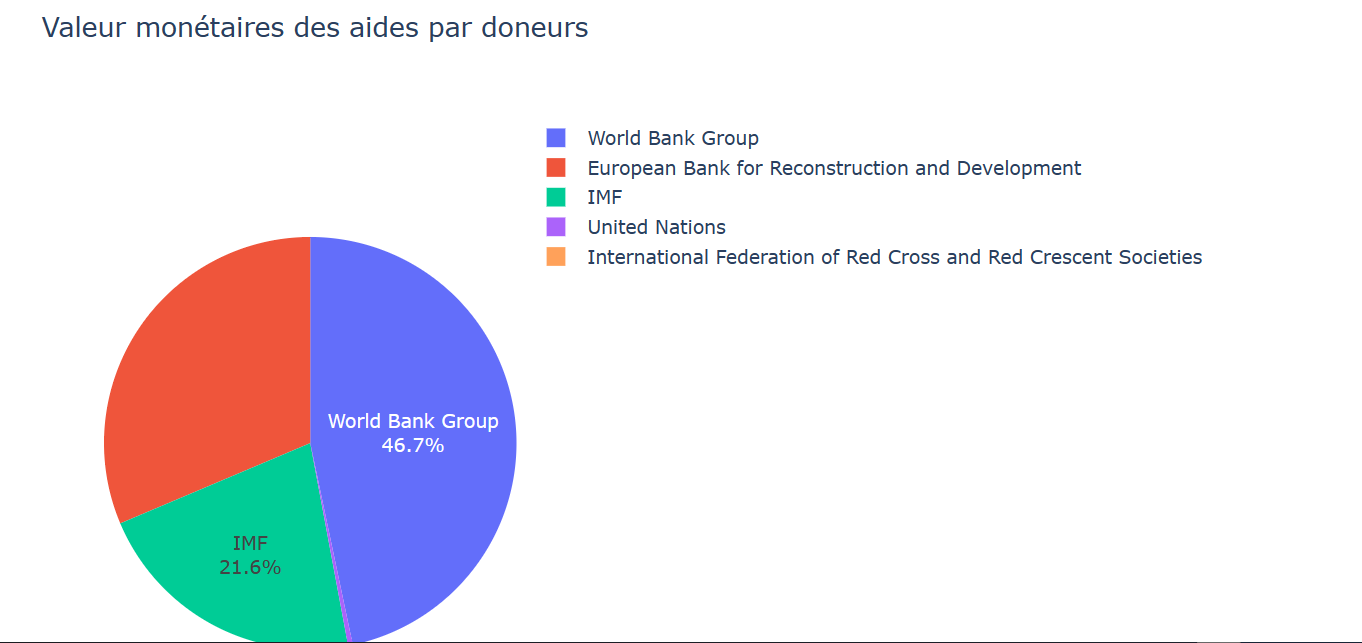 Valeur monétaires des aides par doneurs
World Bank Group
European Bank for Reconstruction and Development
IMF
United Nations
International Federation of Red Cross and Red Crescent Societies
World Bank Group
46.7%
IMF
21.6%